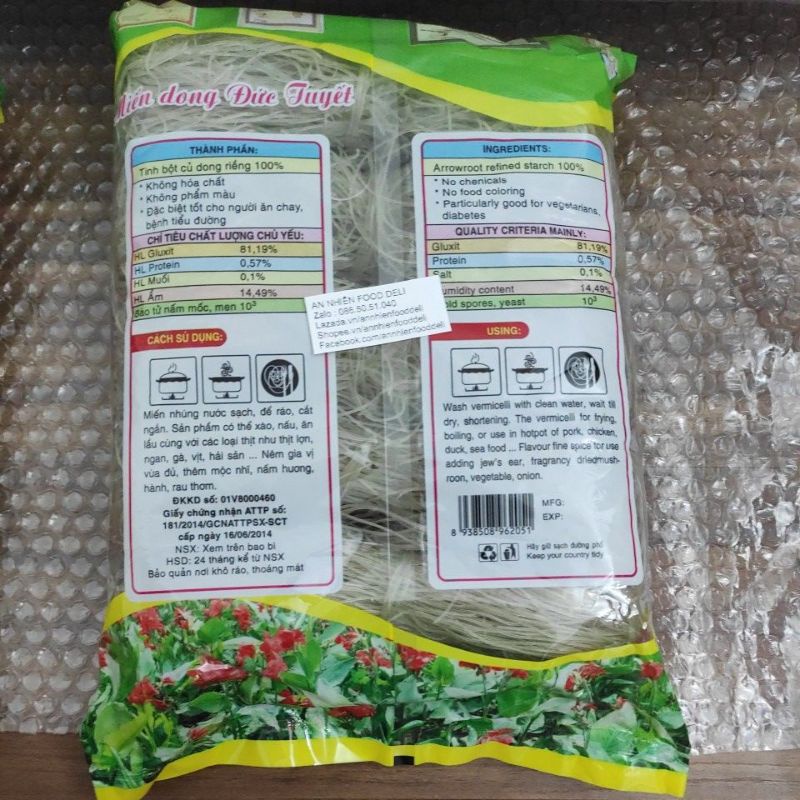 Miến dong Đức Tuyết
THÀNH PHẦN:
Tinh bột củ dong riềng 100%
* Không hóa chất
* Không phẩm màu
* Đặc biệt tốt cho người ăn chay,
bệnh tiểu đường
CHỈ TIÊU CHẤT LƯỢNG CHỦ YẾU:
HL Gluxit 81,19%
HL Protein 0,57%
HL Muối 0,1%
HL Ẩm 14,49%
Bào tử nấm mốc, men 10³
CÁCH SỬ DỤNG:
Miến nhúng nước sạch, để ráo, cắt
ngắn. Sản phẩm có thể xào, nấu, ăn
lẩu cùng với các loại thịt như thịt lợn,
ngan, gà, vịt, hải sản ... Nêm gia vị
vừa đủ, thêm mộc nhĩ, nấm hương,
hành, rau thơm.
ĐKKD số: 01V8000460
Giấy chứng nhận ATTP số:
181/2014/GCNATTPSX-SCT
cấp ngày 16/06/2014
NSX: Xem trên bao bì
HSD: 24 tháng kể từ NSX
Bảo quản nơi khô ráo, thoáng mát
AN NHIÊN FOOD DELI
Zalo : 086.50.51.040
Lazada.vn/annhienfooddeli
Shopee.vn/annhienfooddeli
Facebook.com/annhienfooddeli
INGREDIENTS:
Arrowroot refined starch 100%
* No chenicals
* No food coloring
* Particularly good for vegetarians,
diabetes
QUALITY CRITERIA MAINLY:
Gluxit 81,19%
Protein 0,57%
Salt 0,1%
Humidity content 14,49%
spores, yeast 10³
USING:
Wash vermicelli with clean water, wait till
dry, shortening. The vermicelli for frying,
boiling, or use in hotpot of pork, chicken,
duck, sea food ... Flavour fine spice for use
adding jew's ear, fragrancy driedmush-
roon, vegetable, onion.
8 938508 962051
MFG:
EXP:
Hãy giữ sạch đường phố
Keep your country tidy